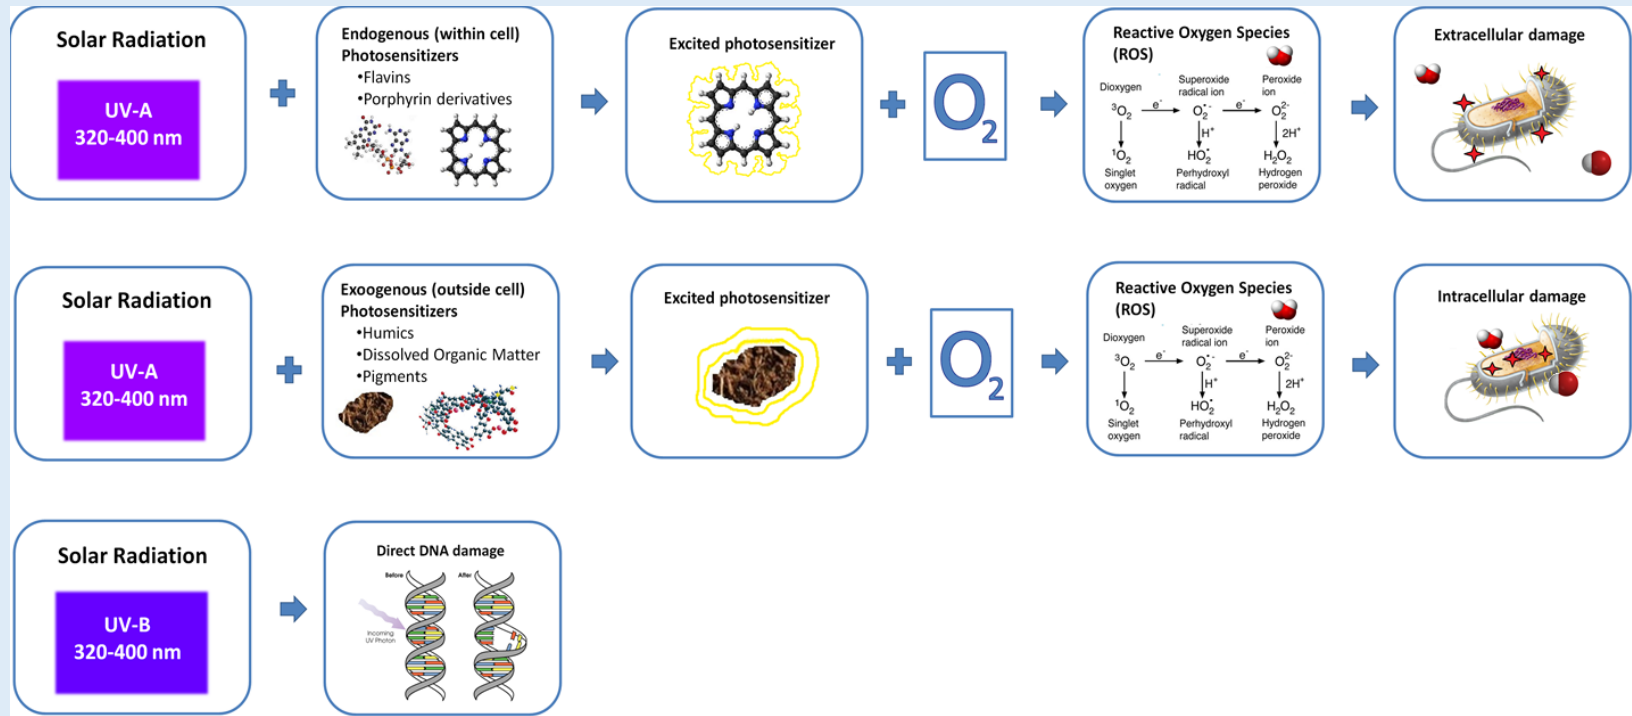 Solar Radiation
UV-A
320-400 nm
Endogenous (within cell)
Photosensitizers
•Flavins
•Porphyrin derivatives
Excited photosensitizer
O2
Reactive Oxygen Species
(ROS)
Dioxygen
Superoxide
radical ion
Peroxide
ion
³O₂ e⁻ O₂•⁻ e⁻ O₂²⁻
H⁺ 2H⁺
¹O₂ HO₂• H₂O₂
Singlet
oxygen
Perhydroxyl
radical
Hydrogen
peroxide
Extracellular damage
Solar Radiation
UV-A
320-400 nm
Exoogenous (outside cell)
Photosensitizers
•Humics
•Dissolved Organic Matter
•Pigments
Excited photosensitizer
O2
Reactive Oxygen Species
(ROS)
Dioxygen
Superoxide
radical ion
Peroxide
ion
³O₂ e⁻ O₂•⁻ e⁻ O₂²⁻
H⁺ 2H⁺
¹O₂ HO₂• H₂O₂
Singlet
oxygen
Perhydroxyl
radical
Hydrogen
peroxide
Intracellular damage
Solar Radiation
UV-B
320-400 nm
Direct DNA damage
Before
After
Incoming
UV Photon